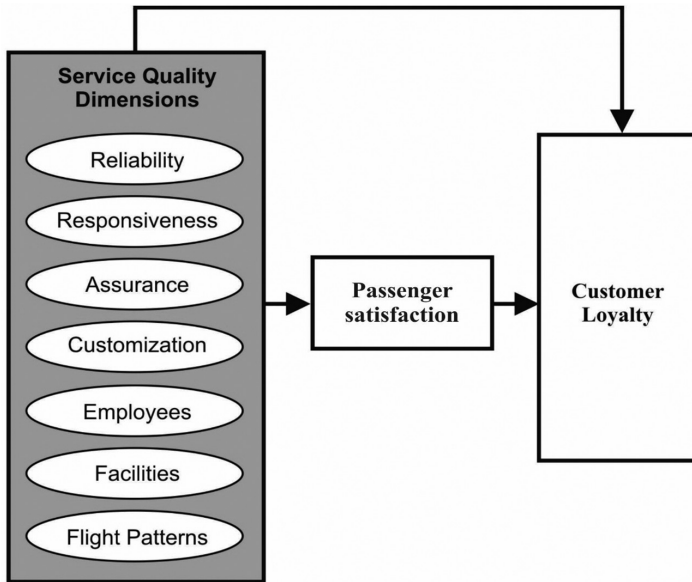 Service Quality
Dimensions
Reliability
Responsiveness
Assurance
Customization
Employees
Facilities
Flight Patterns
Passenger
satisfaction
Customer
Loyalty